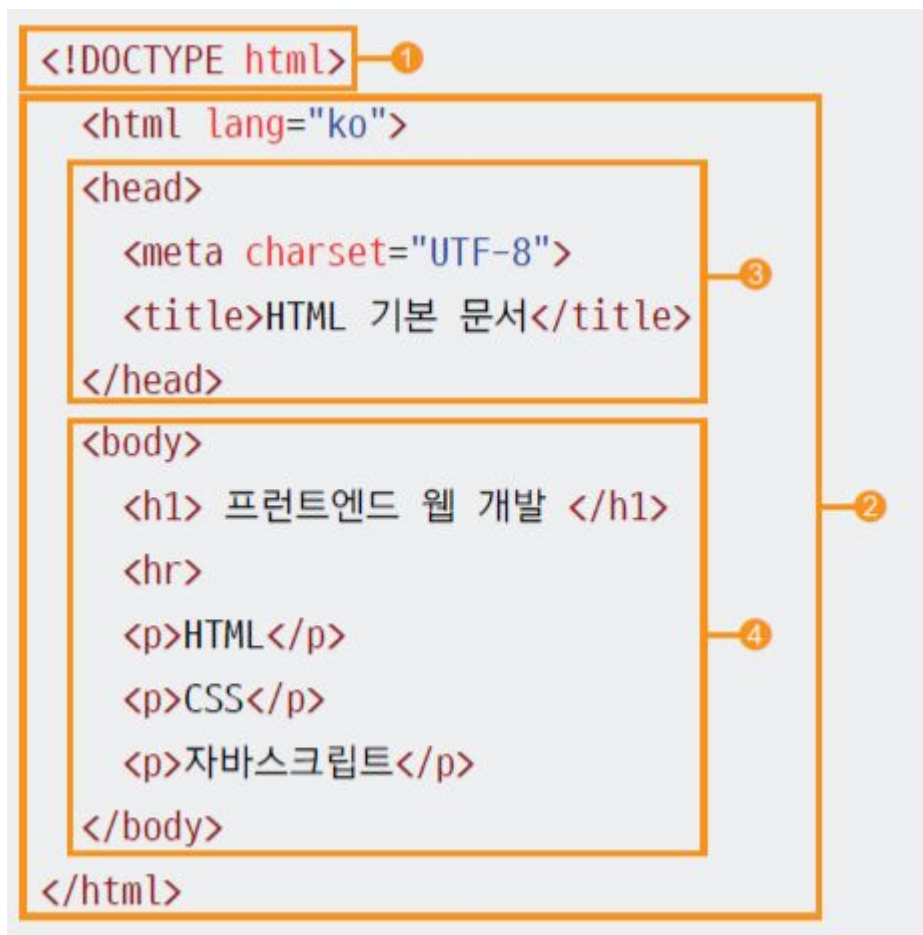 <!DOCTYPE html> 1
<html lang="ko">
<head>
<meta charset="UTF-8">
<title>HTML 기본 문서</title>
3
</head>
<body>
<h1> 프런트엔드 웹 개발 </h1>
2
<hr>
<p>HTML</p>
4
<p>CSS</p>
<p>자바스크립트</p>
</body>
</html>